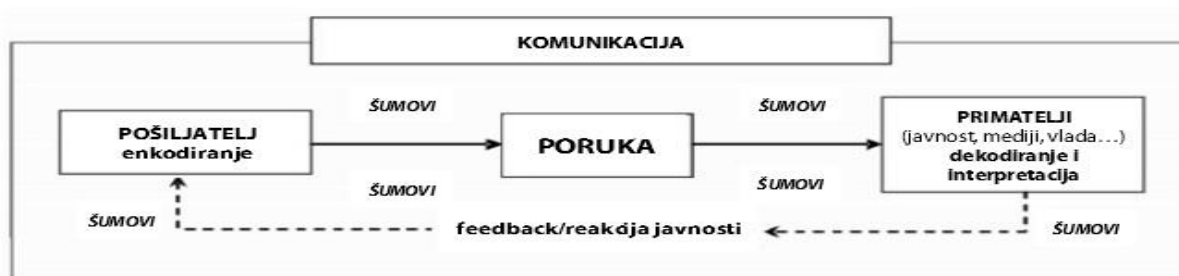 KOMUNIKACIJA
ŠUMOVI
ŠUMOVI
POŠILJATELJ
enkodiranje
PORUKA
PRIMATELJI
(javnost, mediji, vlada...)
dekodiranje i
interpretacija
ŠUMOVI
ŠUMOVI
ŠUMOVI
feedback/reakcija javnosti
ŠUMOVI